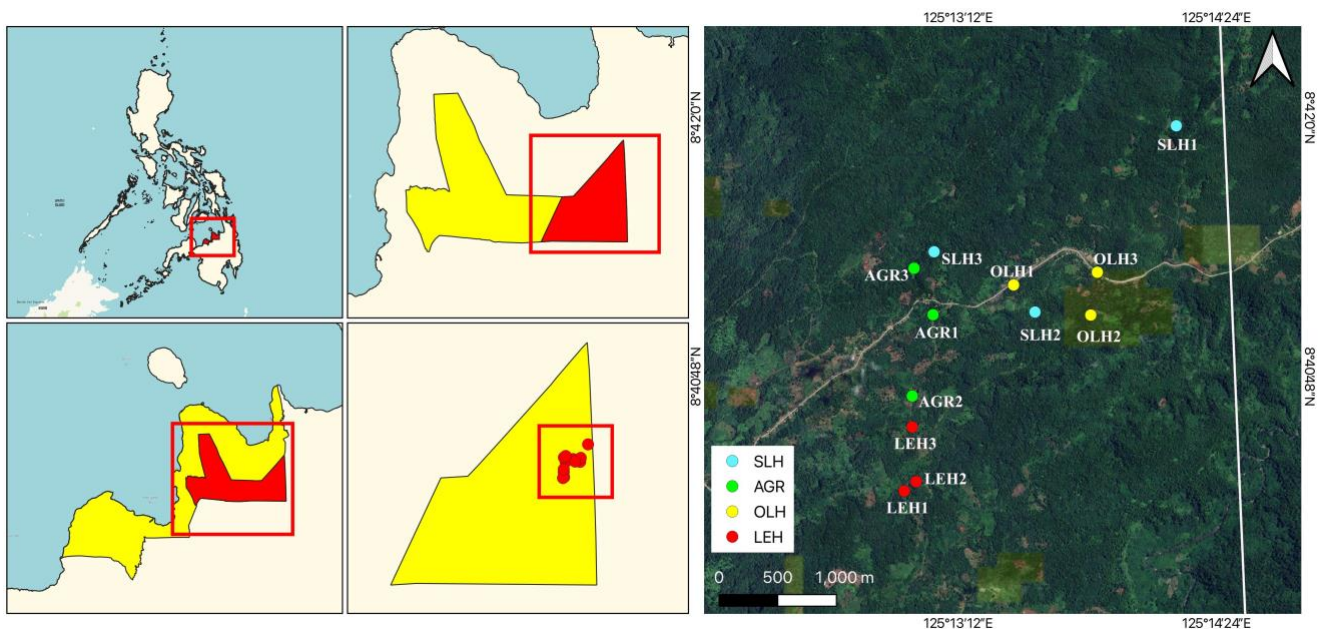 125°13'12"E
125°14'24"E
8°42'0"N
8°42'0"N
SLH1
SLH3
AGR3
OLH1
OLH3
AGR1
SLH2
OLH2
8°40'48"N
8°40'48"N
AGR2
LEH3
LEH2
LEH1
SLH
AGR
OLH
LEH
0 500 1,000 m
125°13'12"E
125°14'24"E